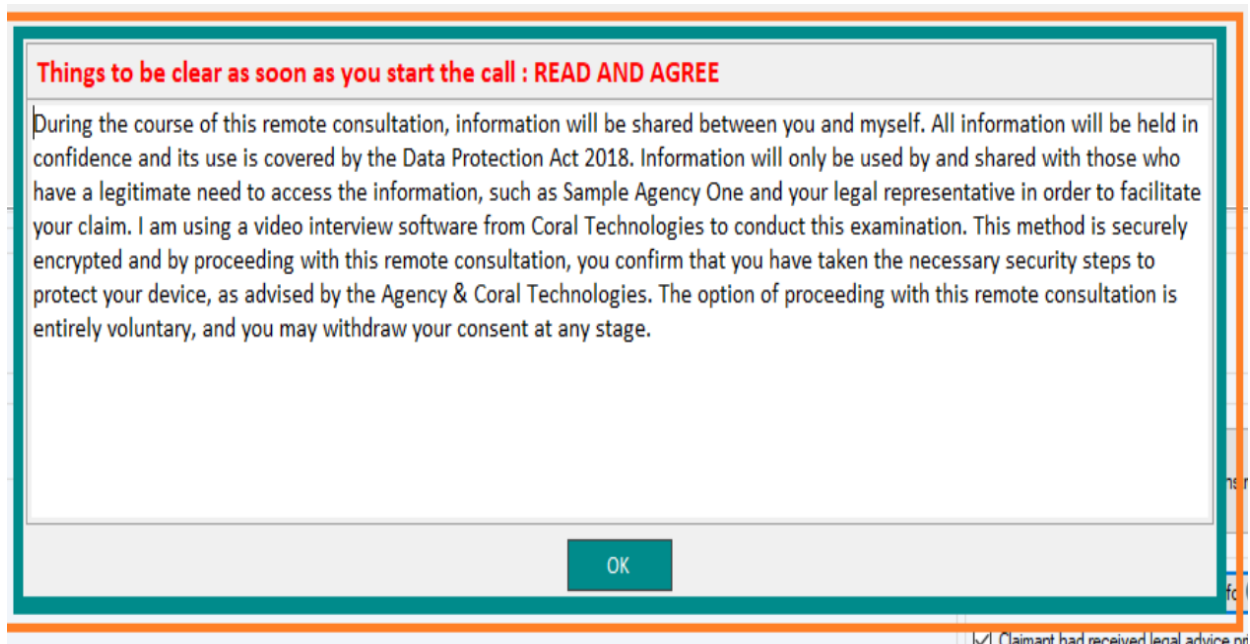 Things to be clear as soon as you start the call : READ AND AGREE
During the course of this remote consultation, information will be shared between you and myself. All information will be held in
confidence and its use is covered by the Data Protection Act 2018. Information will only be used by and shared with those who
have a legitimate need to access the information, such as Sample Agency One and your legal representative in order to facilitate
your claim. I am using a video interview software from Coral Technologies to conduct this examination. This method is securely
encrypted and by proceeding with this remote consultation, you confirm that you have taken the necessary security steps to
protect your device, as advised by the Agency & Coral Technologies. The option of proceeding with this remote consultation is
entirely voluntary, and you may withdraw your consent at any stage.
OK
Claimant had received legal advice